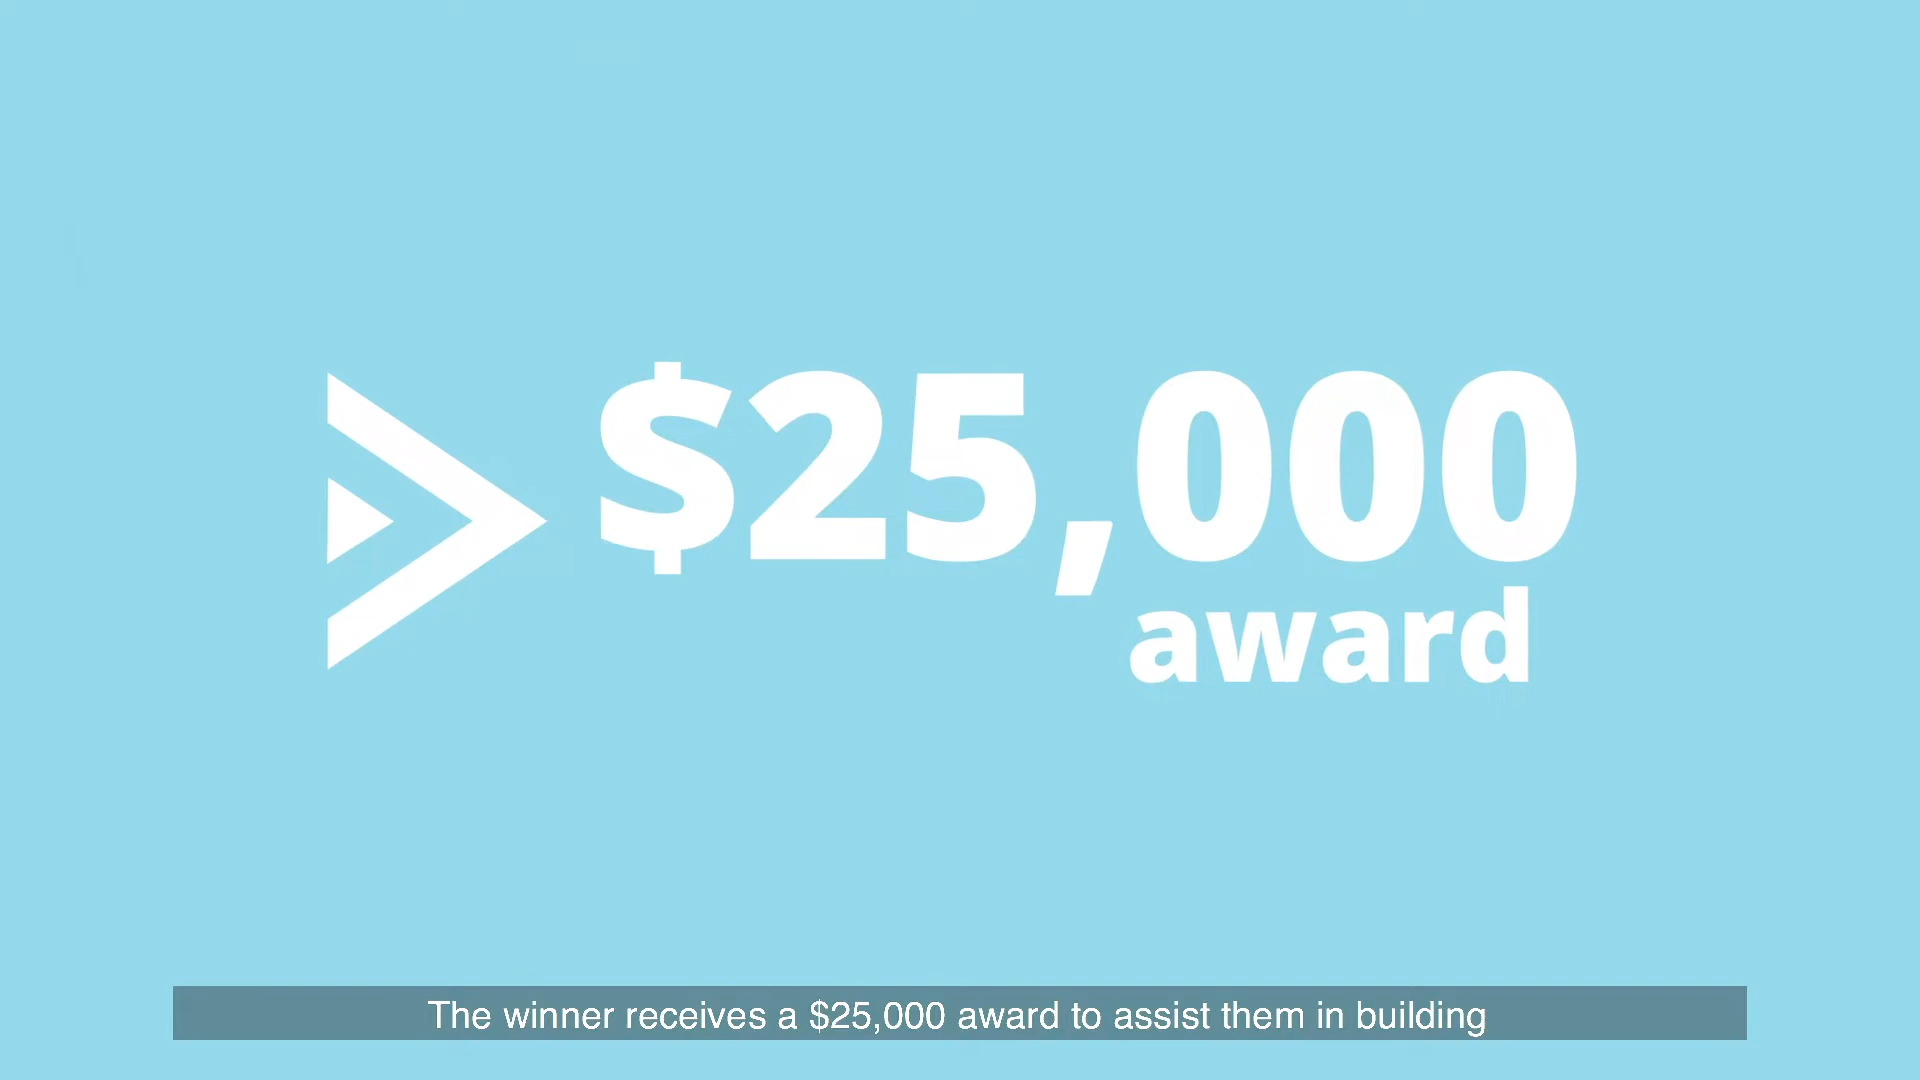 $25,000
award
The winner receives a $25,000 award to assist them in building